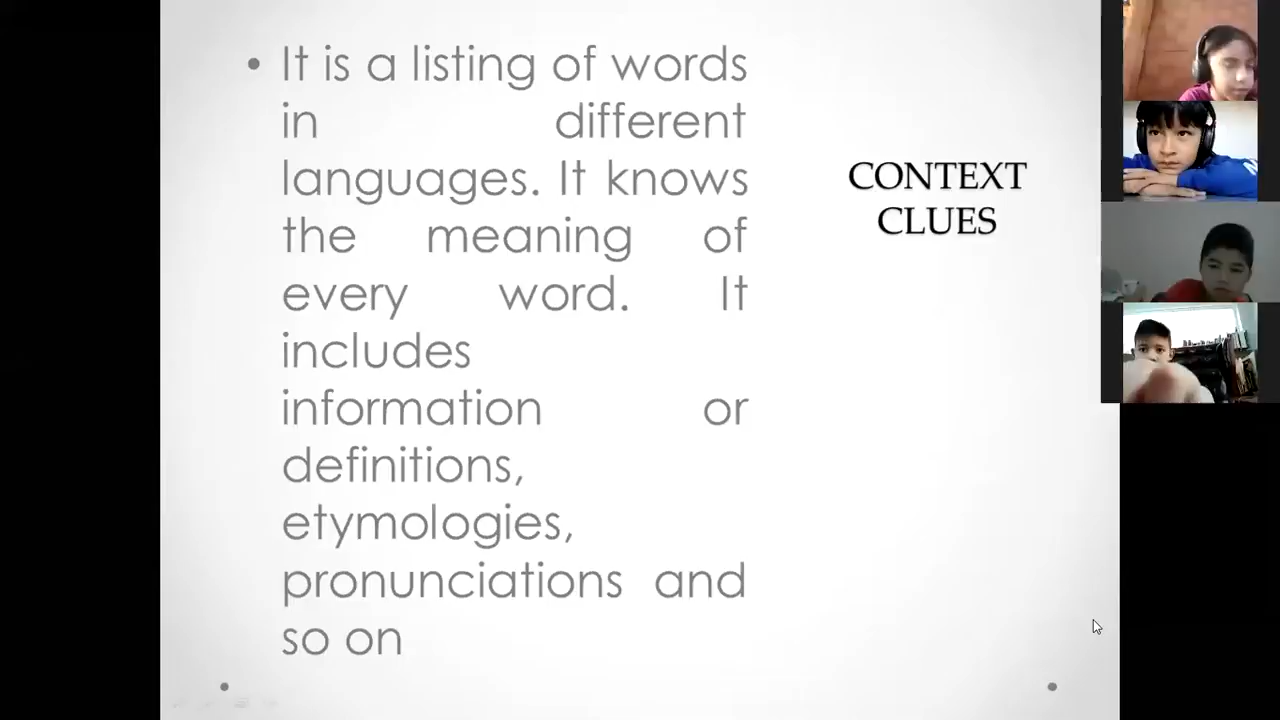 • It is a listing of words
in different
languages. It knows
the meaning of
every word. It
includes
information or
definitions,
etymologies,
pronunciations and
so on
CONTEXT
CLUES